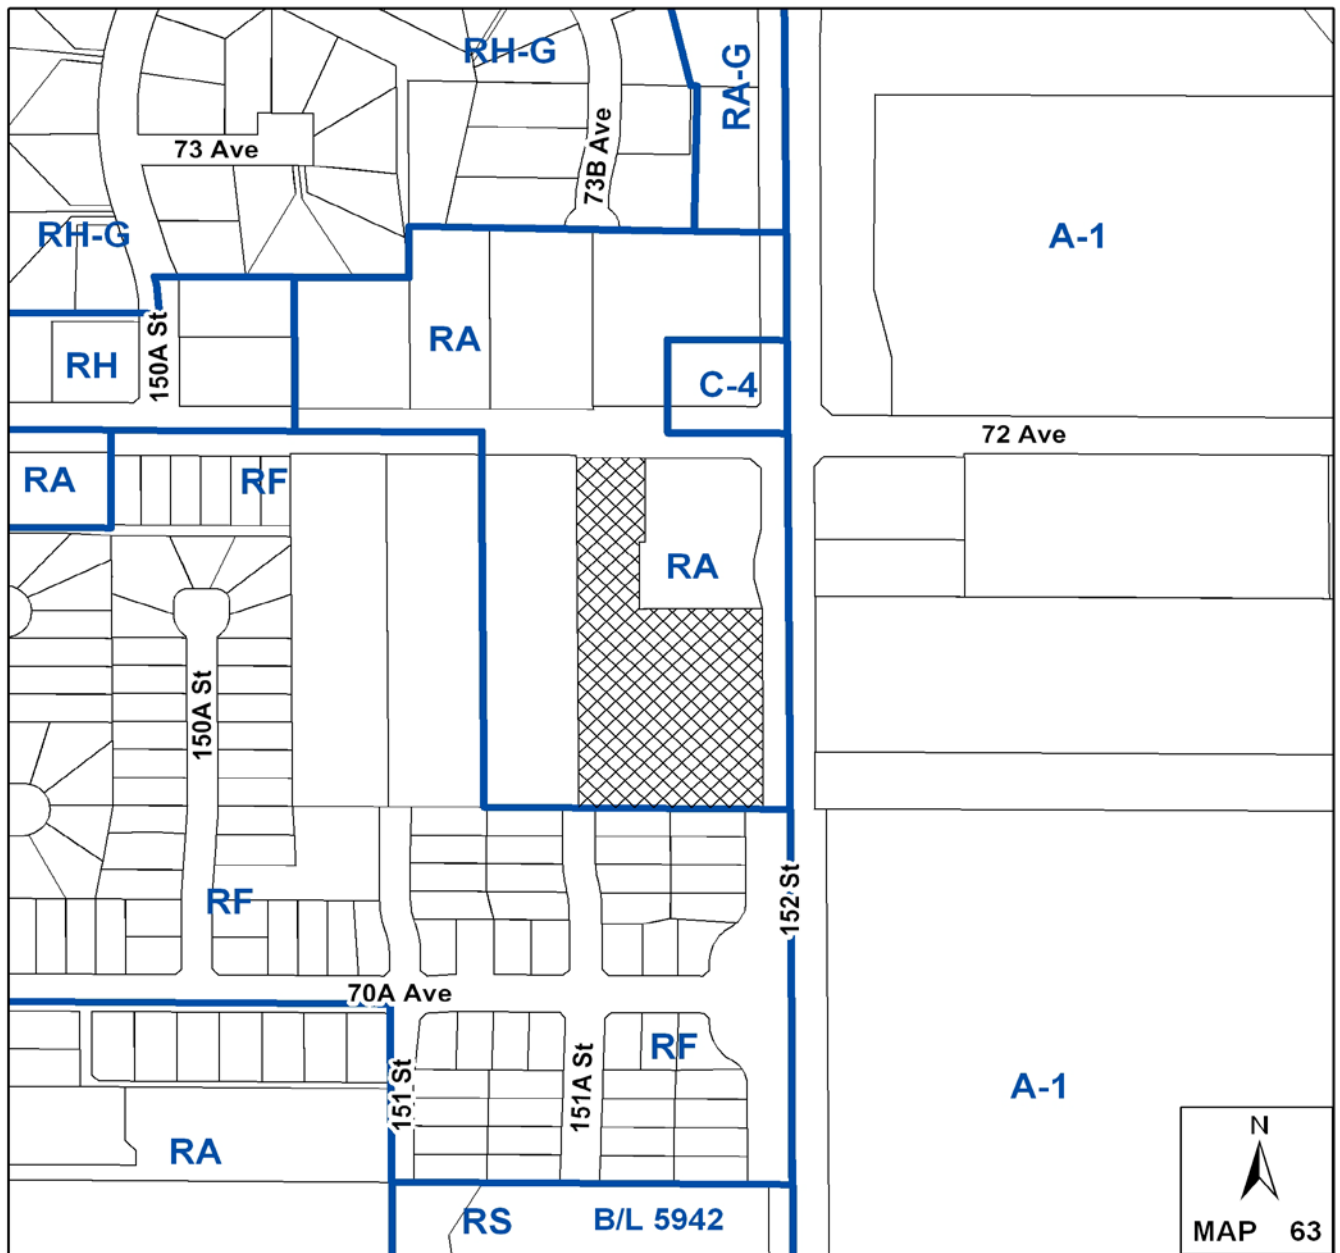 RH-G
RA-G
73 Ave
73B Ave
RH-G
A-1
RA
150A St
RH
C-4
72 Ave
RA
RF
RA
150A St
RF
152 St
70A Ave
RF
151 St
151A St
A-1
RA
N
RS
B/L 5942
MAP 63